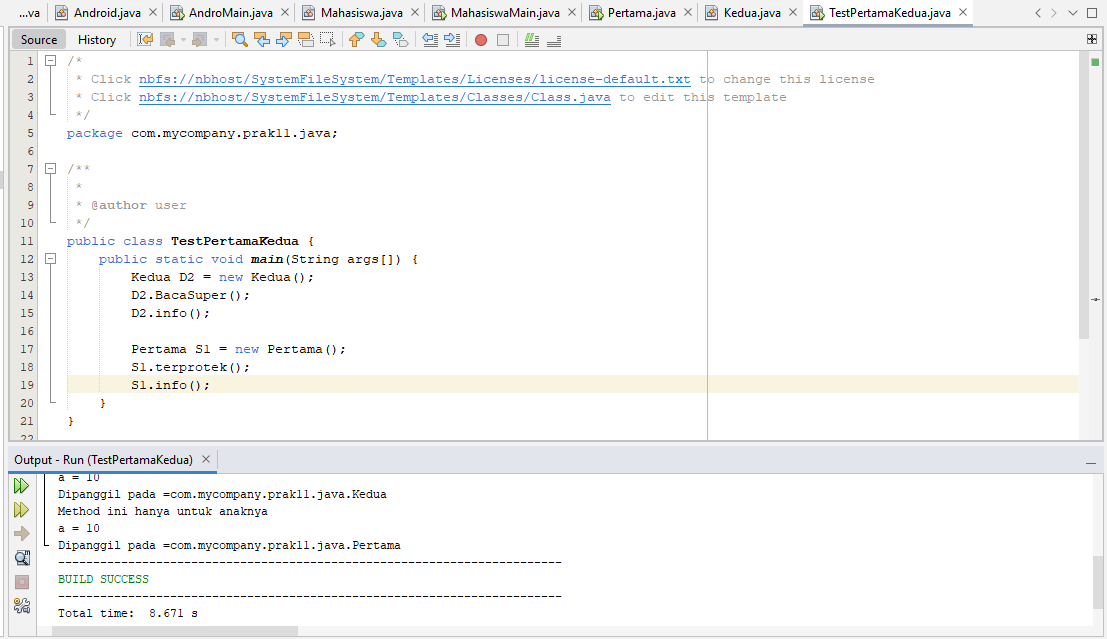 ...va Android.java AndroMain.java Mahasiswa.java MahasiswaMain.java Pertama.java Kedua.java TestPertamaKedua.java
Source History
1 /*
2 * Click nbfs://nbhost/SystemFileSystem/Templates/Licenses/license-default.txt to change this license
3 * Click nbfs://nbhost/SystemFileSystem/Templates/Classes/Class.java to edit this template
4 */
5 package com.mycompany.prak11.java;
6
7 /**
8 *
9 * @author user
10 */
11 public class TestPertamaKedua {
12 public static void main(String args[]) {
13 Kedua D2 = new Kedua();
14 D2.BacaSuper();
15 D2.info();
16
17 Pertama S1 = new Pertama();
18 S1.terprotek();
19 S1.info();
20 }
21 }
22
Output - Run (TestPertamaKedua)
a = 10
Dipanggil pada =com.mycompany.prak11.java.Kedua
Method ini hanya untuk anaknya
a = 10
Dipanggil pada =com.mycompany.prak11.java.Pertama
------------------------------------------------------------------------
BUILD SUCCESS
------------------------------------------------------------------------
Total time:  8.671 s